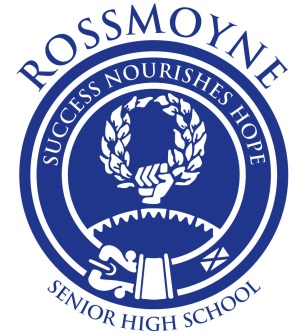 ROSSMOYNE
SUCCESS NOURISHES HOPE
SENIOR HIGH SCHOOL